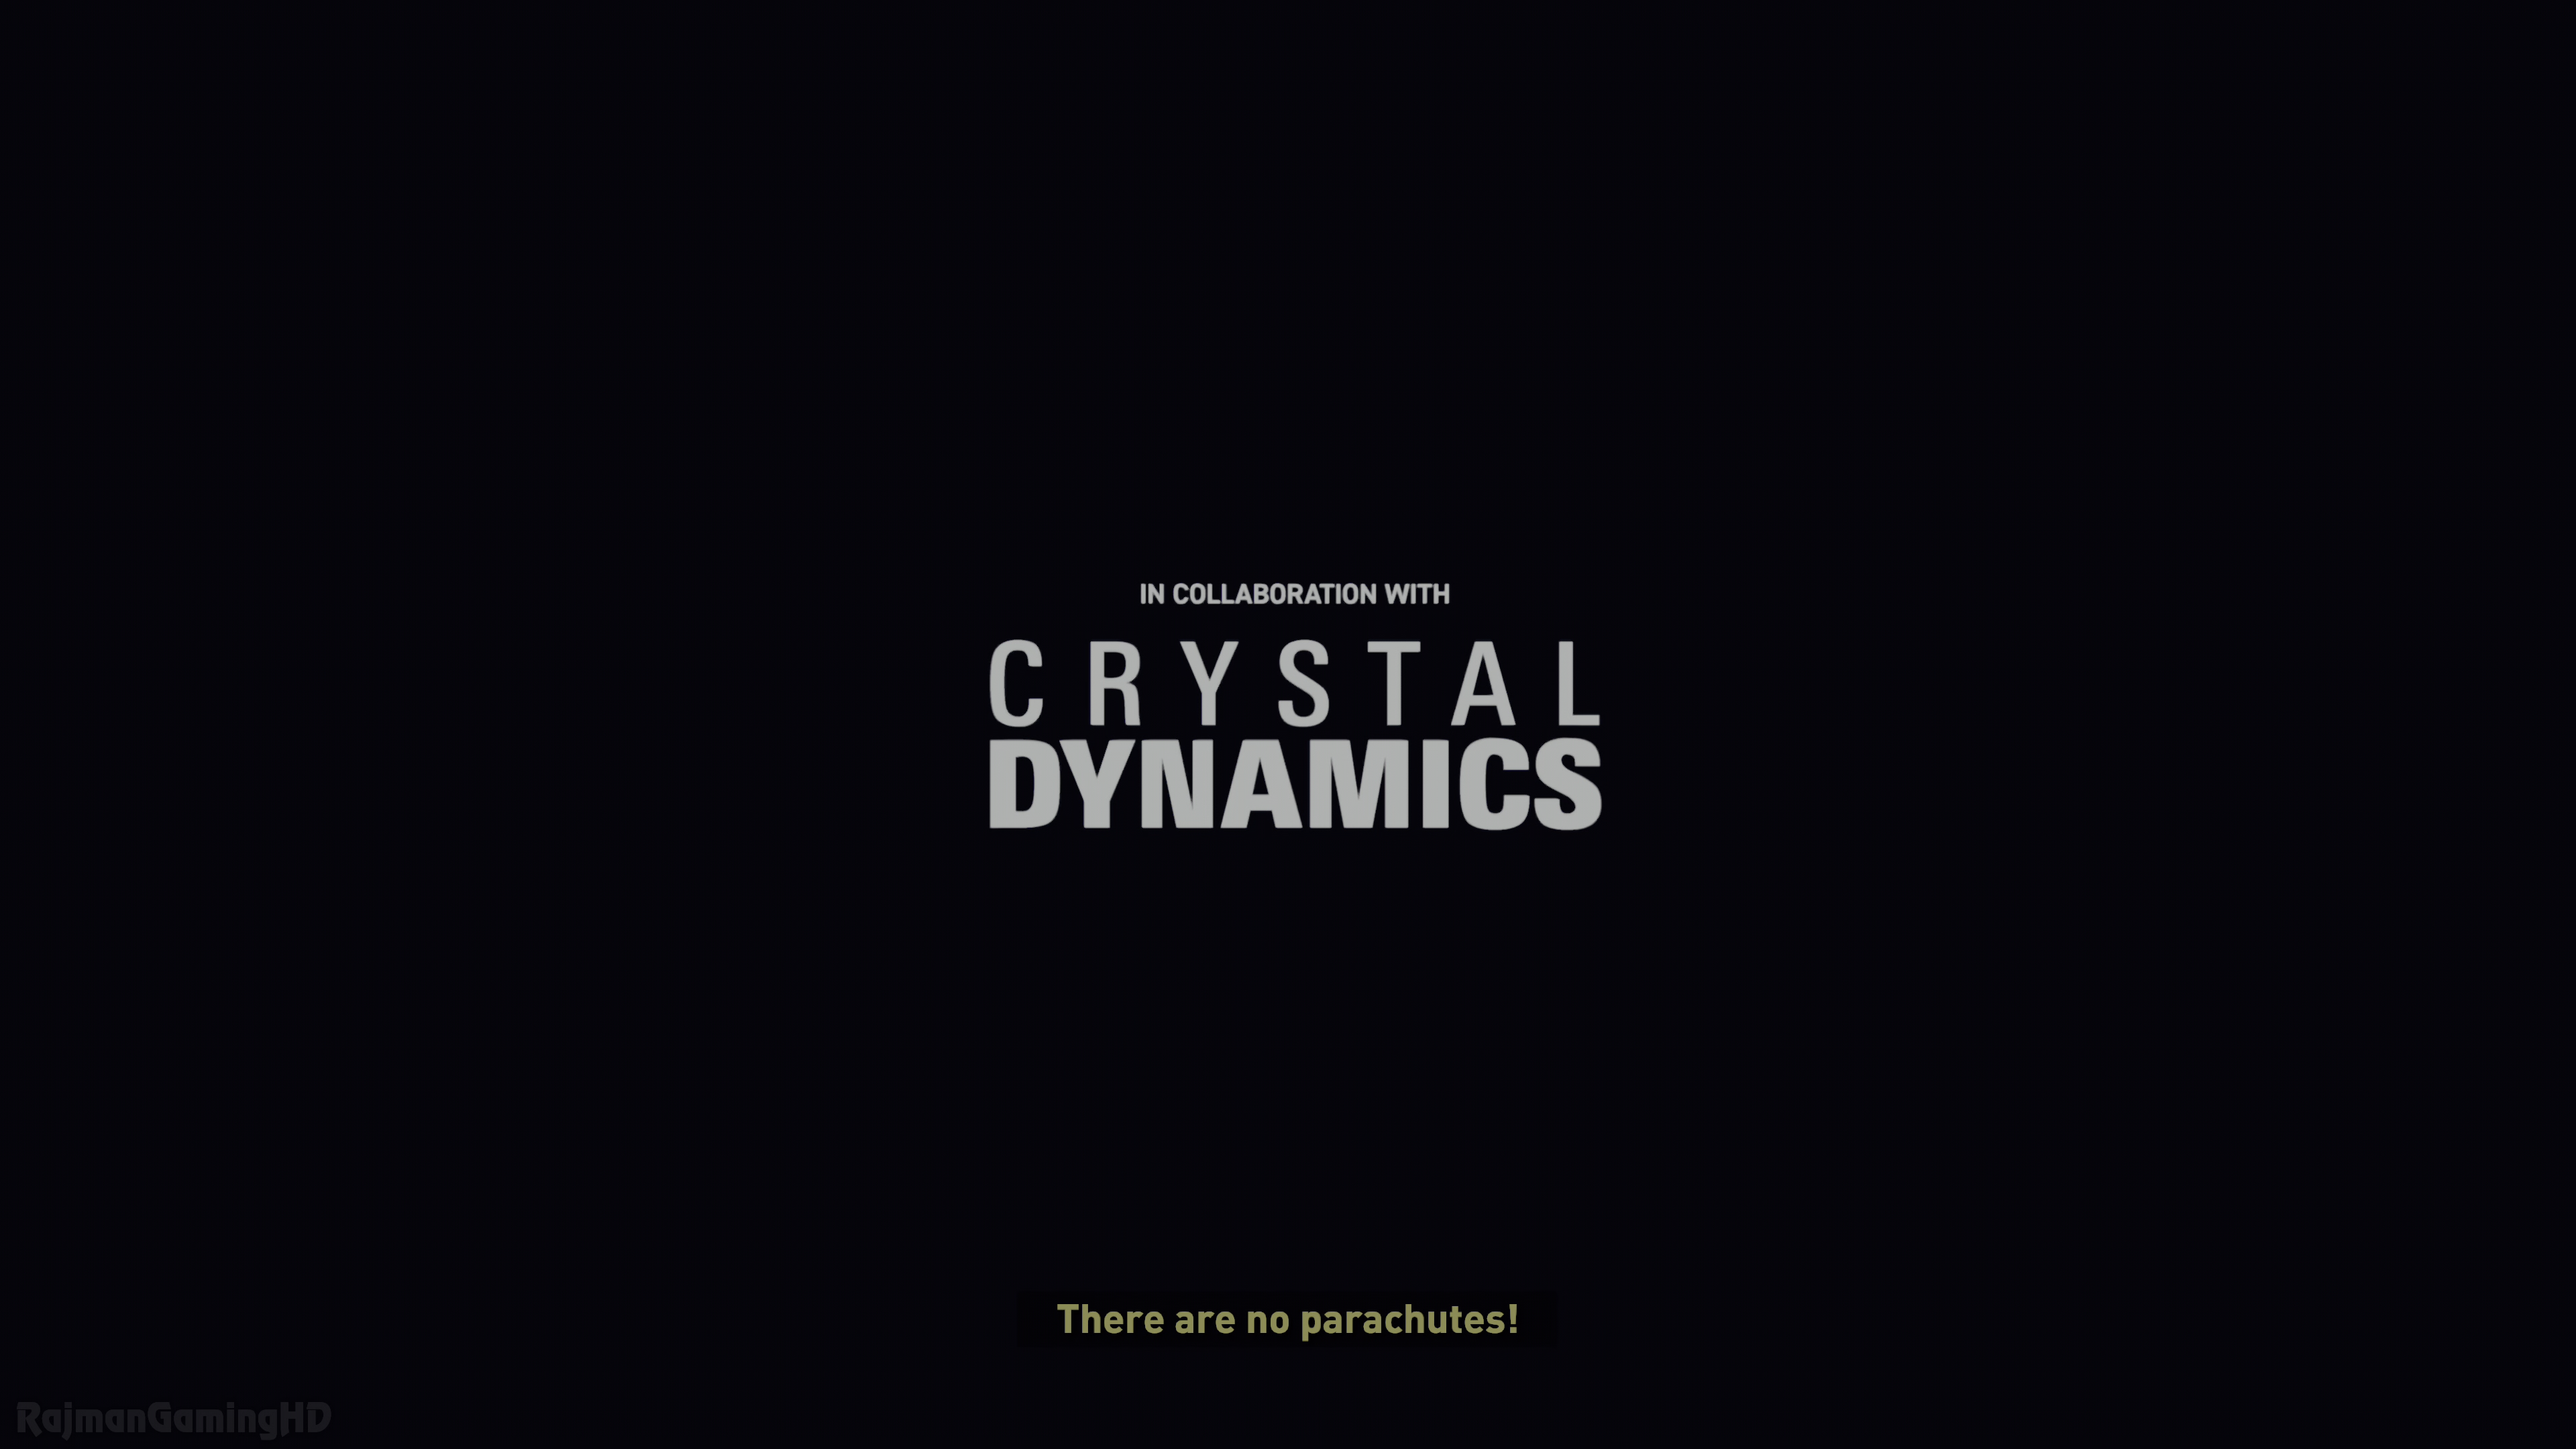 IN COLLABORATION WITH
CRYSTAL
DYNAMICS
There are no parachutes!
RajmanGamingHD